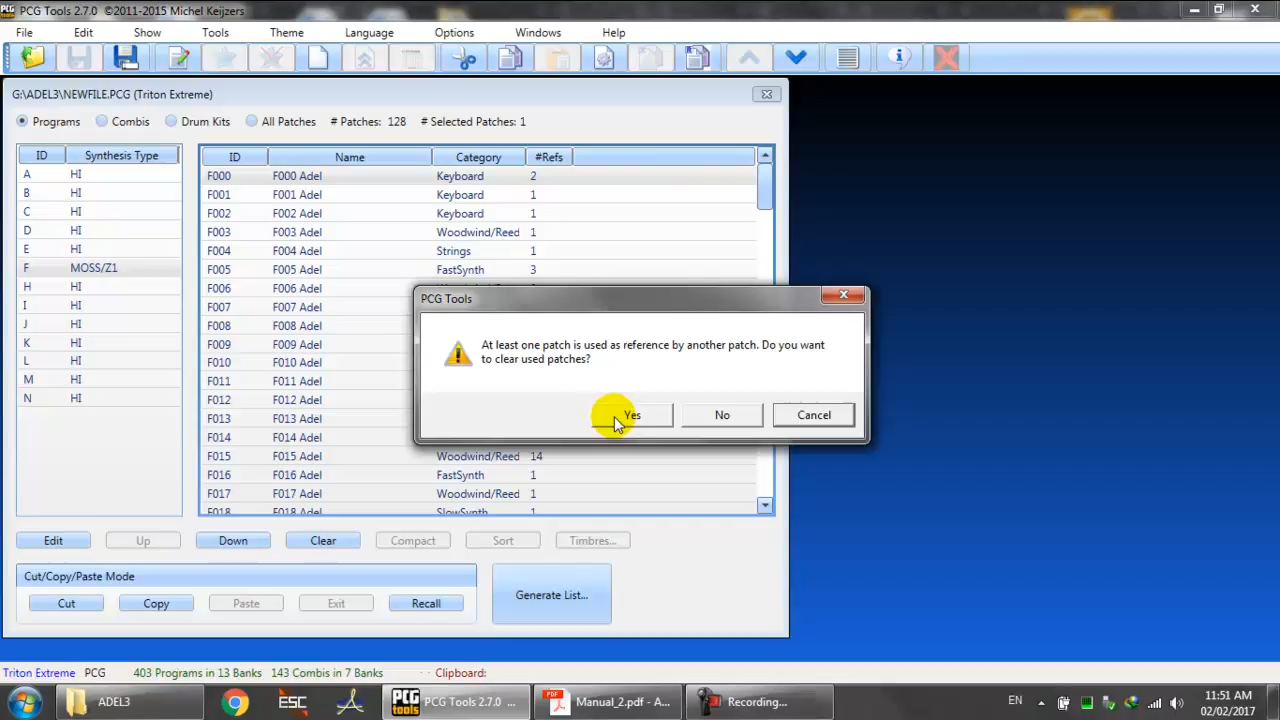 PCG Tools 2.7.0 ©2011-2015 Michel Keijzers
File Edit Show Tools Theme Language Options Windows Help
G:\ADEL3\NEWFILE.PCG (Triton Extreme)
Programs Combis Drum Kits All Patches # Patches: 128 # Selected Patches: 1
ID Synthesis Type
A HI
B HI
C HI
D HI
E HI
F MOSS/Z1
H HI
I HI
J HI
K HI
L HI
M HI
N HI
ID Name Category #Refs
F000 F000 Adel Keyboard 2
F001 F001 Adel Keyboard 1
F002 F002 Adel Keyboard 1
F003 F003 Adel Woodwind/Reed 1
F004 F004 Adel Strings 1
F005 F005 Adel FastSynth 3
F006 F006 Adel
F007 F007 Adel
F008 F008 Adel
F009 F009 Adel
F010 F010 Adel
F011 F011 Adel
F012 F012 Adel
F013 F013 Adel
F014 F014 Adel
F015 F015 Adel Woodwind/Reed 14
F016 F016 Adel FastSynth 1
F017 F017 Adel Woodwind/Reed 1
F018 F018 Adel SlowSynth 1
PCG Tools
At least one patch is used as reference by another patch. Do you want
to clear used patches?
Yes No Cancel
Edit Up Down Clear Compact Sort Timbres...
Cut/Copy/Paste Mode
Cut Copy Paste Exit Recall
Generate List...
Triton Extreme PCG 403 Programs in 13 Banks 143 Combis in 7 Banks Clipboard:
ADEL3
ESC
PCG tools
PCG Tools 2.7.0 ...
PDF
Manual_2.pdf - A...
Recording...
EN
11:51 AM
02/02/2017